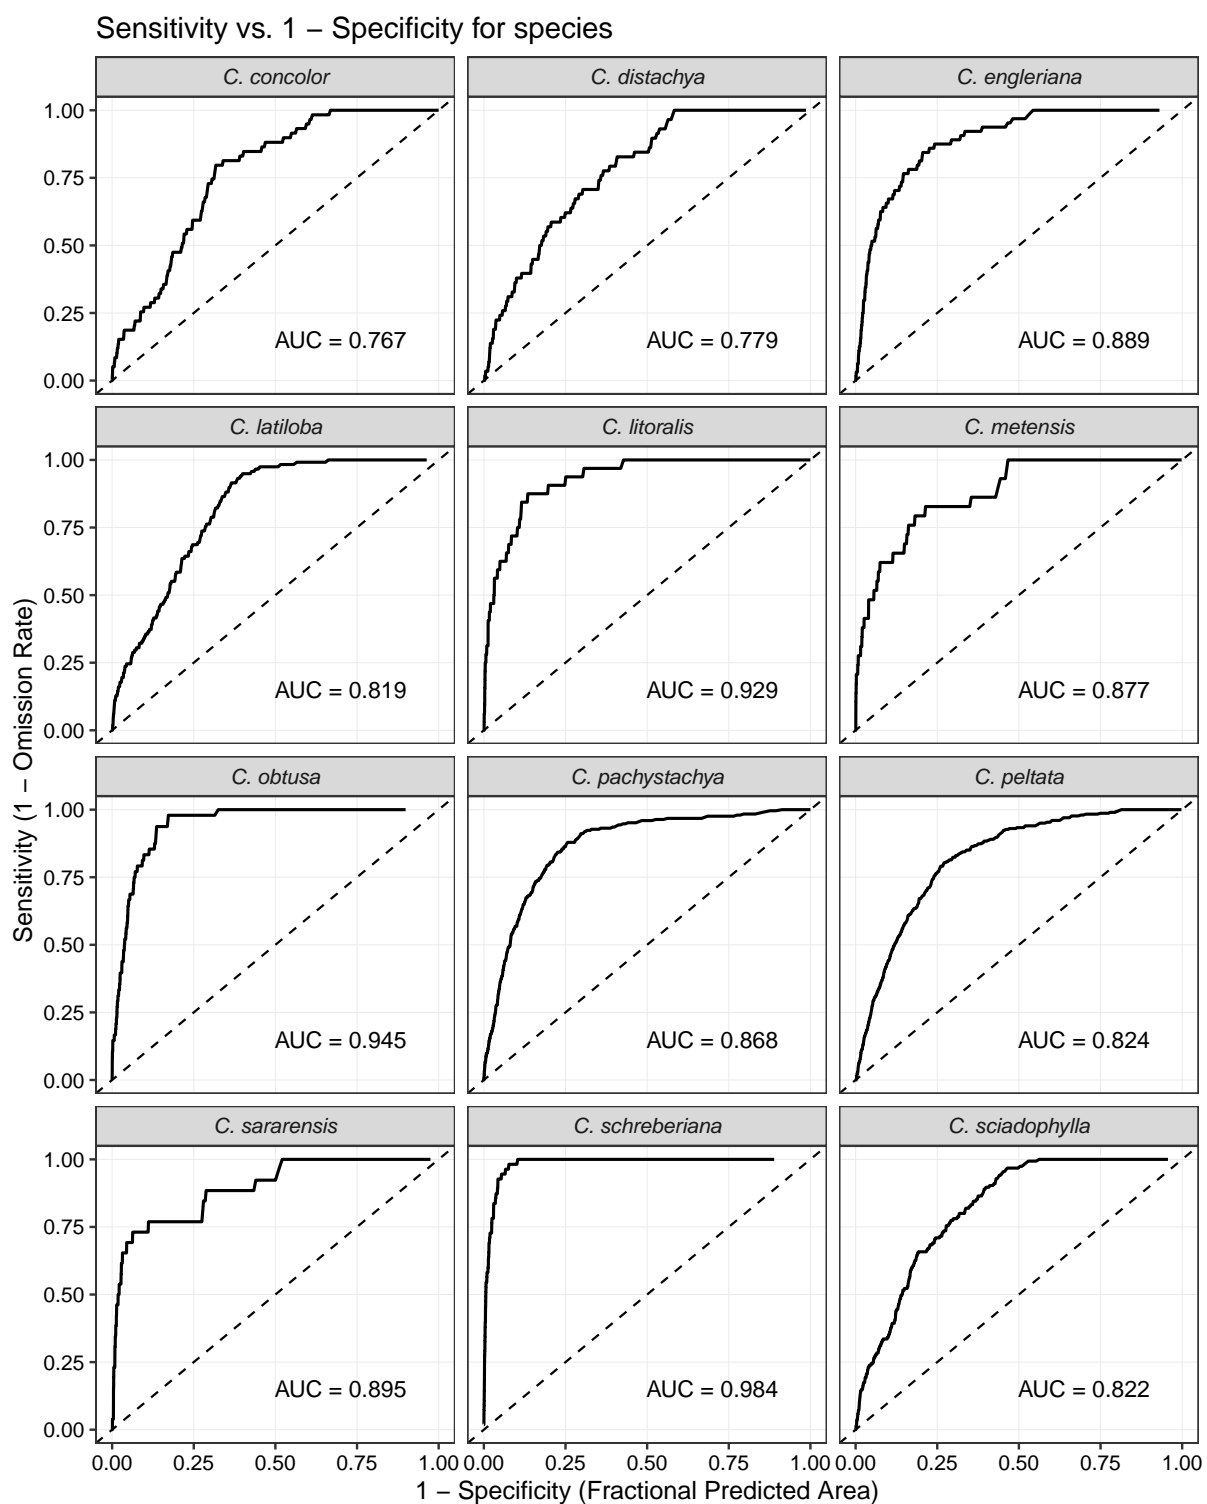 Sensitivity vs. 1 − Specificity for species
C. concolor
C. distachya
C. engleriana
1.00
0.75
0.50
0.25
0.00
AUC = 0.767
AUC = 0.779
AUC = 0.889
C. latiloba
C. litoralis
C. metensis
1.00
0.75
0.50
0.25
0.00
AUC = 0.819
AUC = 0.929
AUC = 0.877
Sensitivity (1 − Omission Rate)
C. obtusa
C. pachystachya
C. peltata
1.00
0.75
0.50
0.25
0.00
AUC = 0.945
AUC = 0.868
AUC = 0.824
C. sararensis
C. schreberiana
C. sciadophylla
1.00
0.75
0.50
0.25
0.00
AUC = 0.895
AUC = 0.984
AUC = 0.822
0.00 0.25 0.50 0.75 1.00 0.00 0.25 0.50 0.75 1.00 0.00 0.25 0.50 0.75 1.00
1 − Specificity (Fractional Predicted Area)